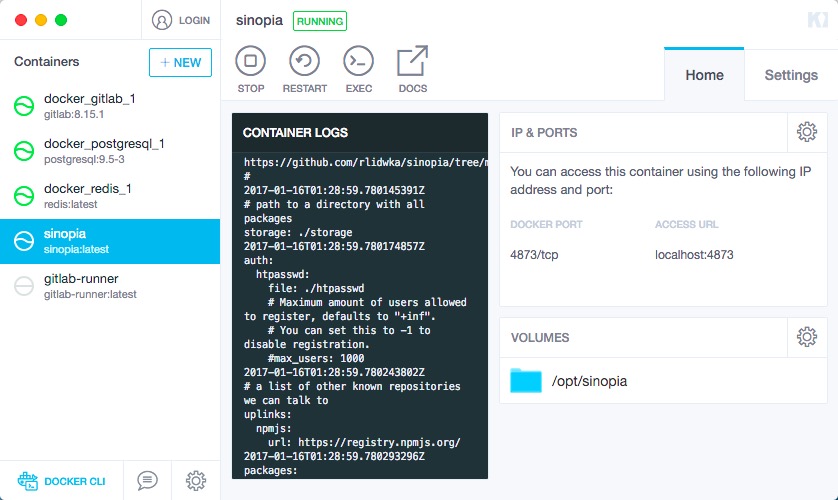 LOGIN
Containers
+ NEW
docker_gitlab_1
gitlab:8.15.1
docker_postgresql_1
postgresql:9.5-3
docker_redis_1
redis:latest
sinopia
sinopia:latest
gitlab-runner
gitlab-runner:latest
DOCKER CLI
sinopia RUNNING
STOP RESTART EXEC DOCS
Home Settings
CONTAINER LOGS
https://github.com/rlidwka/sinopia/tree/m
#
2017-01-16T01:28:59.780145391Z
# path to a directory with all
packages
storage: ./storage
2017-01-16T01:28:59.780174857Z
auth:
htpasswd:
file: ./htpasswd
# Maximum amount of users allowed
to register, defaults to "+inf".
# You can set this to -1 to
disable registration.
#max_users: 1000
2017-01-16T01:28:59.780243802Z
# a list of other known repositories
we can talk to
uplinks:
npmjs:
url: https://registry.npmjs.org/
2017-01-16T01:28:59.780293296Z
packages:
IP & PORTS
You can access this container using the following IP
address and port:
DOCKER PORT ACCESS URL
4873/tcp localhost:4873
VOLUMES
/opt/sinopia